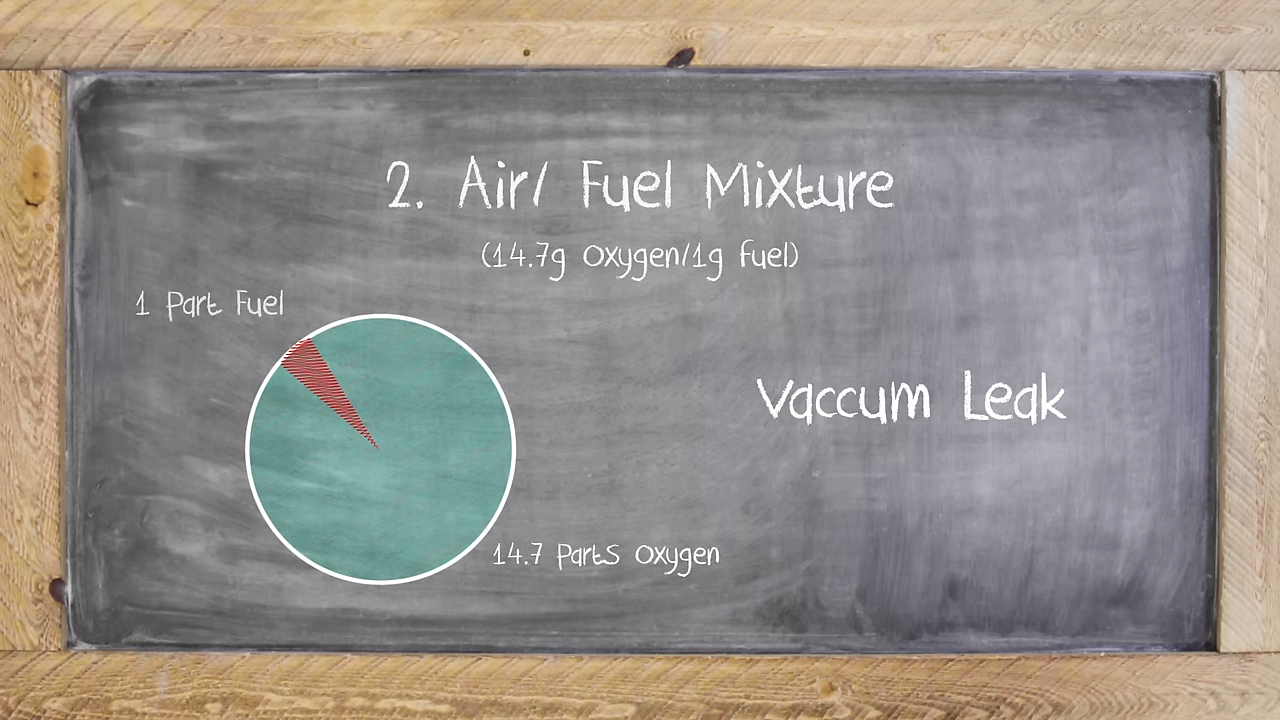 2. Air/ Fuel Mixture
(14.7g Oxygen/1g fuel)
1 Part Fuel
Vaccum Leak
14.7 Parts Oxygen